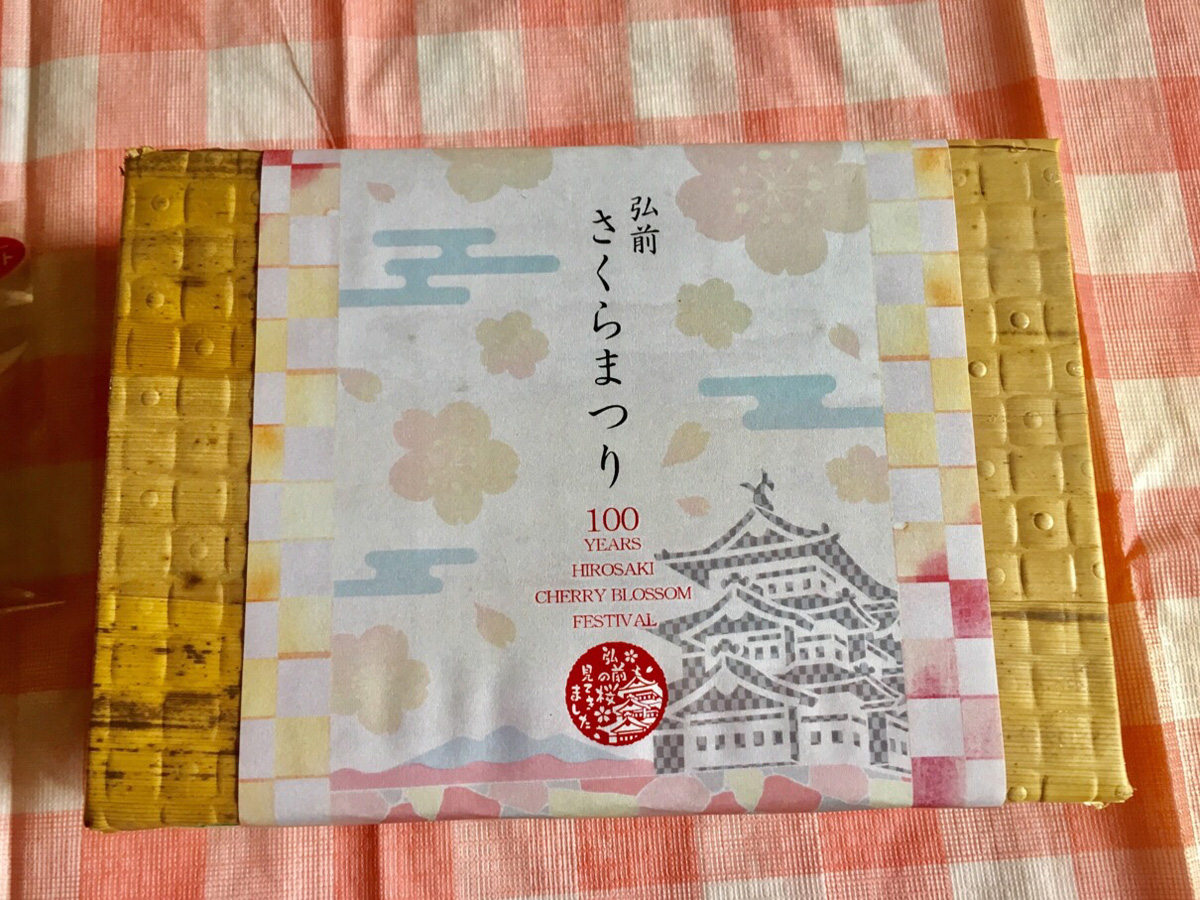 弘前
さくらまつり
100
YEARS
HIROSAKI
CHERRY BLOSSOM
FESTIVAL
弘前
の桜
見てきました
ト